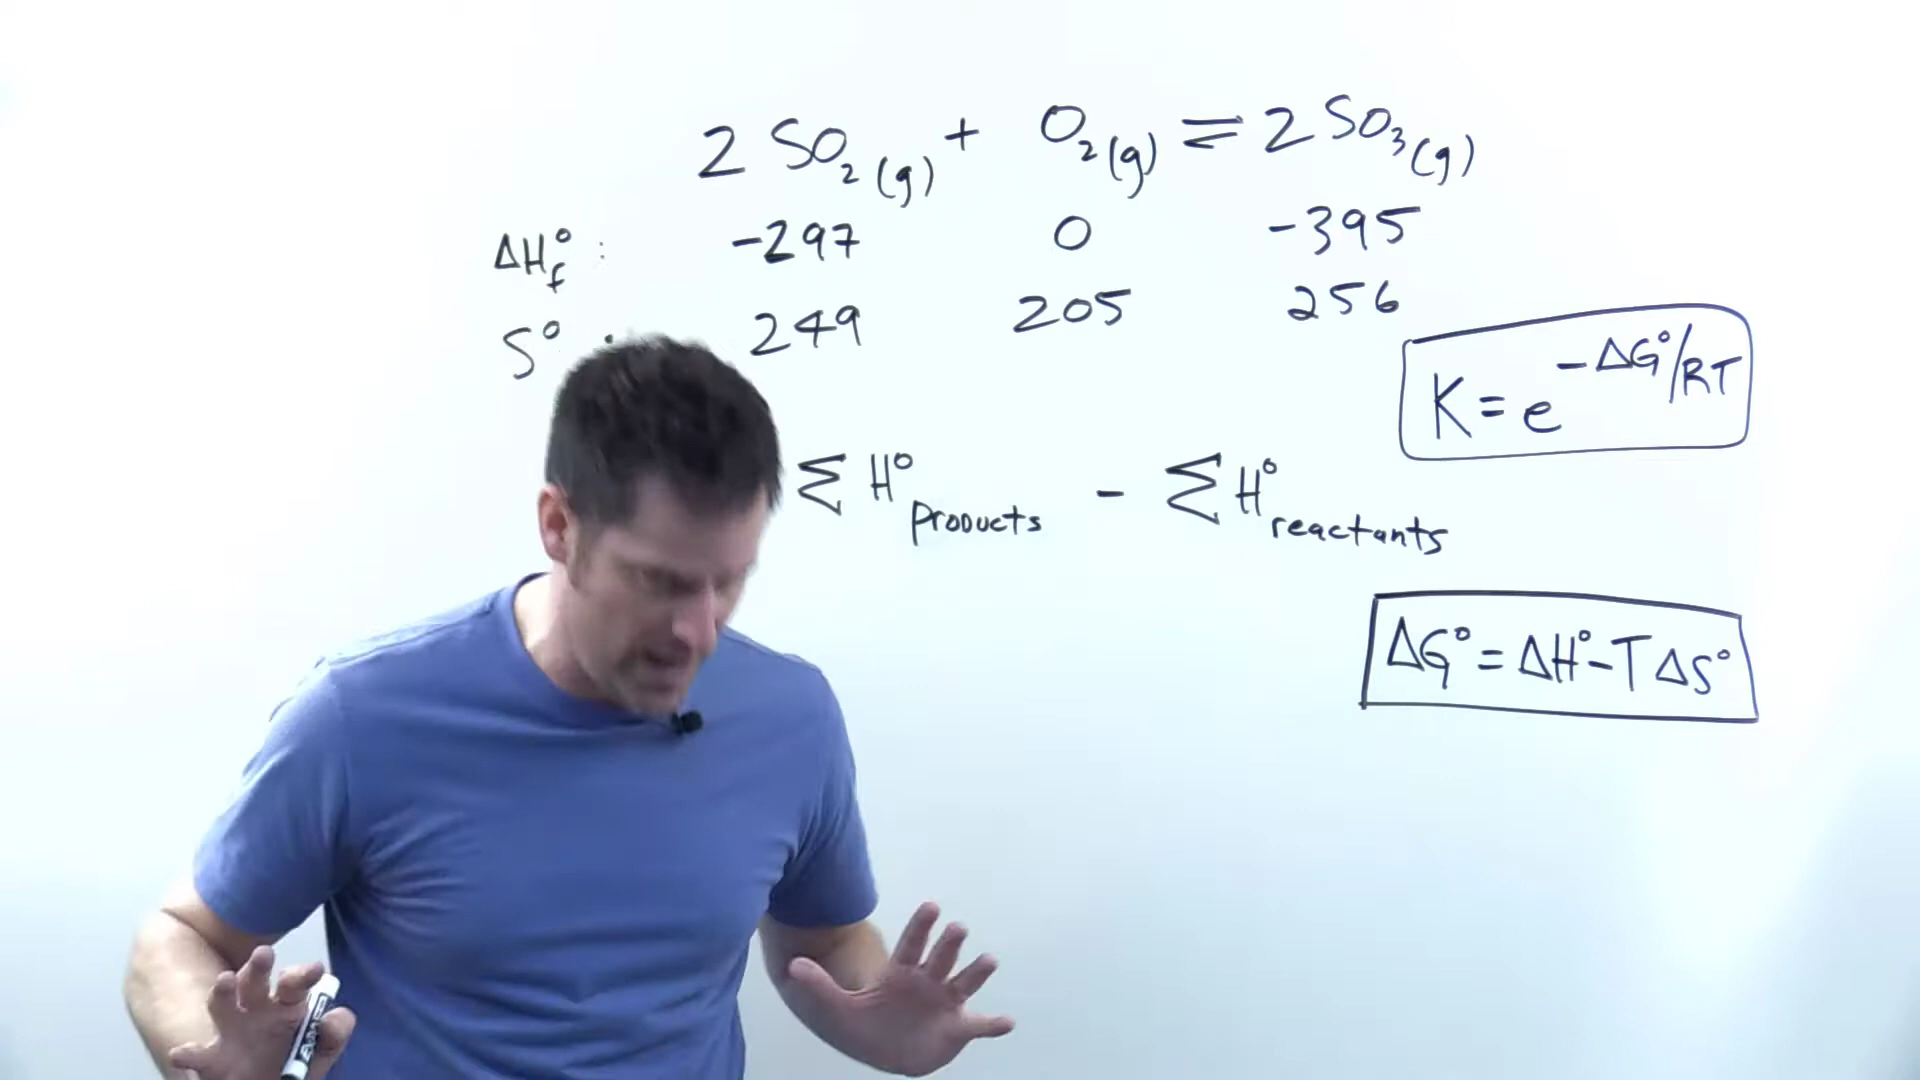 2 SO₂(g) + O₂(g) ⇌ 2 SO₃(g)
ΔH°f : -297 0 -395
S° : 249 205 256
K = e^-ΔG°/RT
Σ H°products - Σ H°reactants
ΔG° = ΔH° - TΔS°